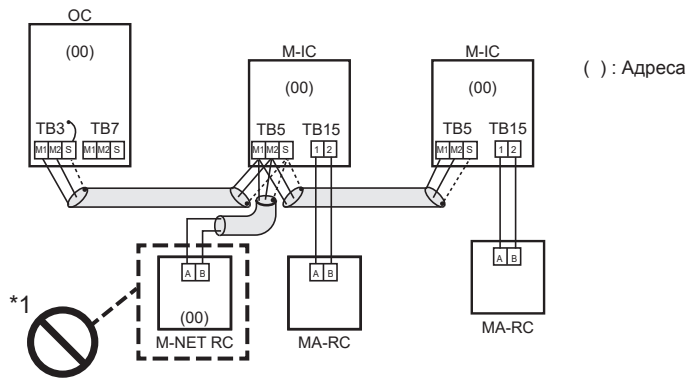 OC
(00)
TB3 TB7
M1 M2 S M1 M2 S
M-IC
(00)
TB5 TB15
M1 M2 S 1 2
M-IC
(00)
TB5 TB15
M1 M2 S 1 2
( ) : Адреса
*1
A B
(00)
M-NET RC
A B
MA-RC
A B
MA-RC